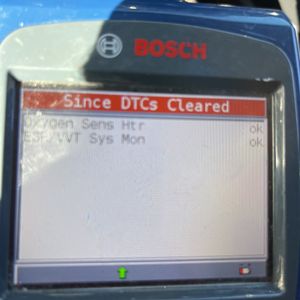 BOSCH
Since DTCs Cleared
Oxygen Sens Htr ok
EGR/VVT Sys Mon ok